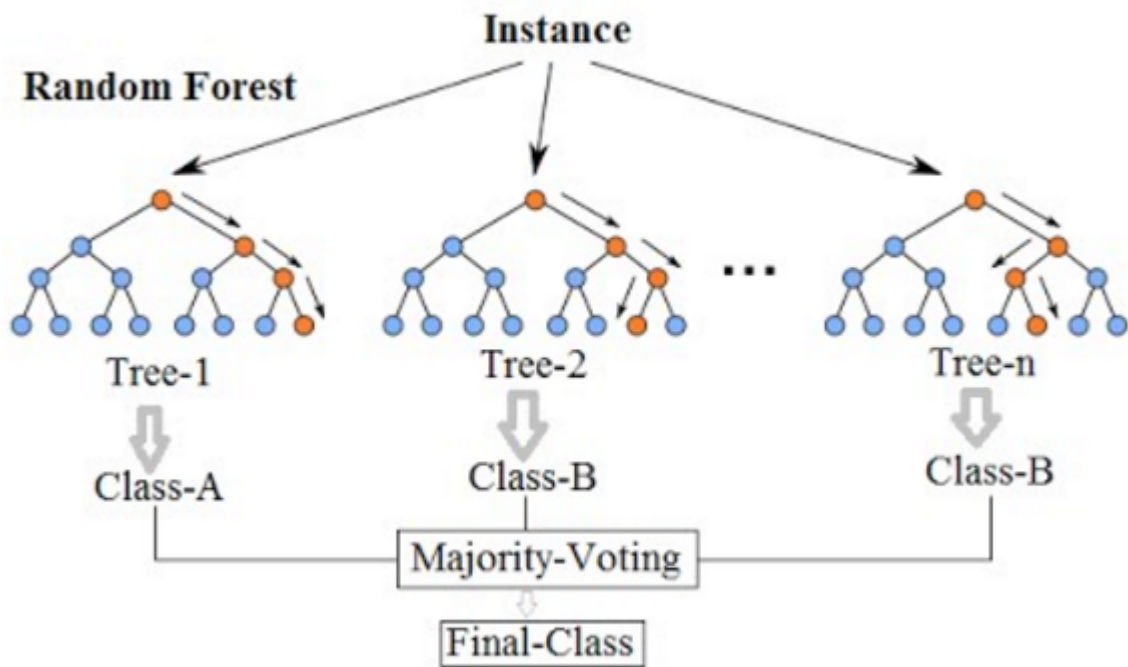 Instance
Random Forest
...
Tree-1
Tree-2
Tree-n
Class-A
Class-B
Class-B
Majority-Voting
Final-Class